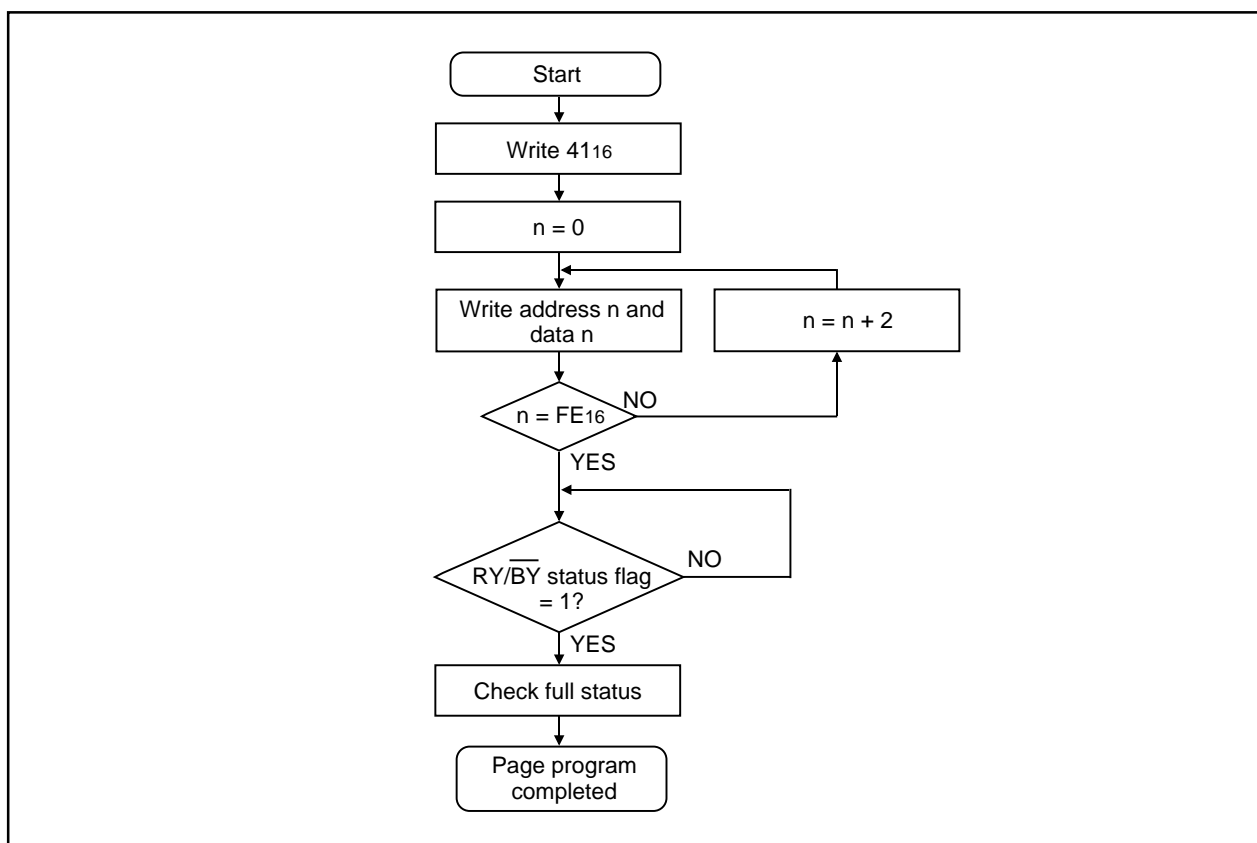 Start
Write 4116
n = 0
Write address n and
data n
n = n + 2
n = FE16
NO
YES
RY/B̅Y̅ status flag
= 1?
NO
YES
Check full status
Page program
completed